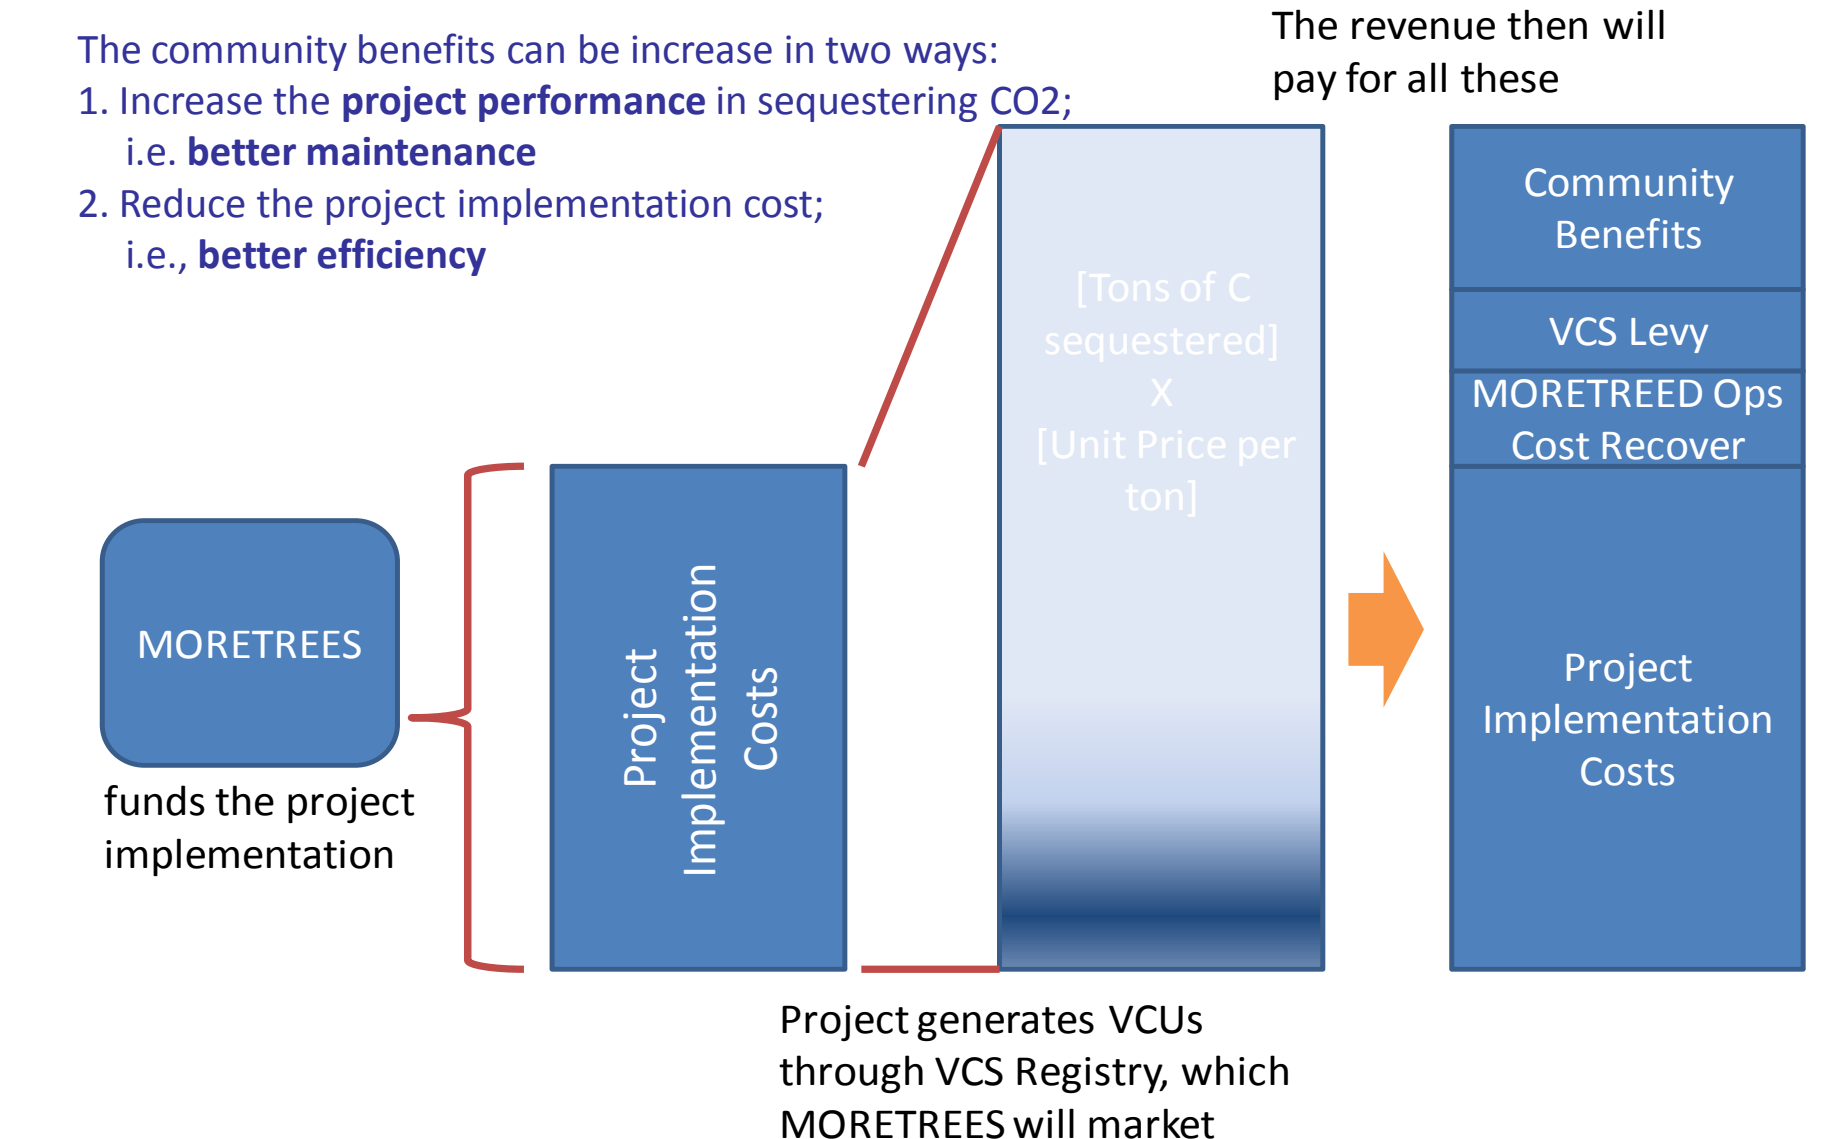 The community benefits can be increase in two ways:
1. Increase the project performance in sequestering CO2;
i.e. better maintenance
2. Reduce the project implementation cost;
i.e., better efficiency
The revenue then will
pay for all these
MORETREES
funds the project
implementation
Project
Implementation
Costs
[Tons of C
sequestered]
X
[Unit Price per
ton]
Project generates VCUs
through VCS Registry, which
MORETREES will market
Community
Benefits
VCS Levy
MORETREED Ops
Cost Recover
Project
Implementation
Costs